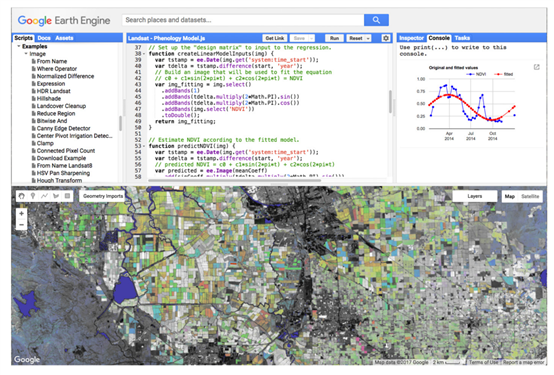 Google Earth Engine
Search places and datasets...
Scripts Docs Assets
Examples
Image
From Name
Where Operator
Normalized Difference
Expression
HDR Landsat
Hillshade
Landcover Cleanup
Reduce Region
Bitwise And
Canny Edge Detector
Center Pivot Irrigation Detec...
Clamp
Connected Pixel Count
Download Example
From Name Landsat8
HSV Pan Sharpening
Hough Transform
Landsat - Phenology Model.js
Get Link
Save
Run
Reset
37 // Set up the "design matrix" to input to the regression.
38 function createLinearModelInputs(img) {
39 var tstamp = ee.Date(img.get('system:time_start'));
40 var tdelta = tstamp.difference(start, 'year');
41 // Build an image that will be used to fit the equation
42 // c0 + c1*sin(2*pi*t) + c2*cos(2*pi*t) = NDVI
43 var img_fitting = img.select()
44 .addBands(1)
45 .addBands(tdelta.multiply(2*Math.PI).sin())
46 .addBands(tdelta.multiply(2*Math.PI).cos())
47 .addBands(img.select('NDVI'))
48 .toDouble();
49 return img_fitting;
50 }
51
52 // Estimate NDVI according to the fitted model.
53 function predictNDVI(img) {
54 var tstamp = ee.Date(img.get('system:time_start'));
55 var tdelta = tstamp.difference(start, 'year');
56 // predicted NDVI = c0 + c1*sin(2*pi*t) + c2*cos(2*pi*t)
57 var predicted = ee.Image(meanCoeff)
58
Inspector Console Tasks
Use print(...) to write to this
console.
Original and fitted values
NDVI fitted
1.00
0.75
0.50
0.25
0.00
Apr 2014
Jul 2014
Oct 2014
Geometry Imports
Layers
Map Satellite
+
-
Google
Map data ©2017 Google 2 km Terms of Use Report a map error